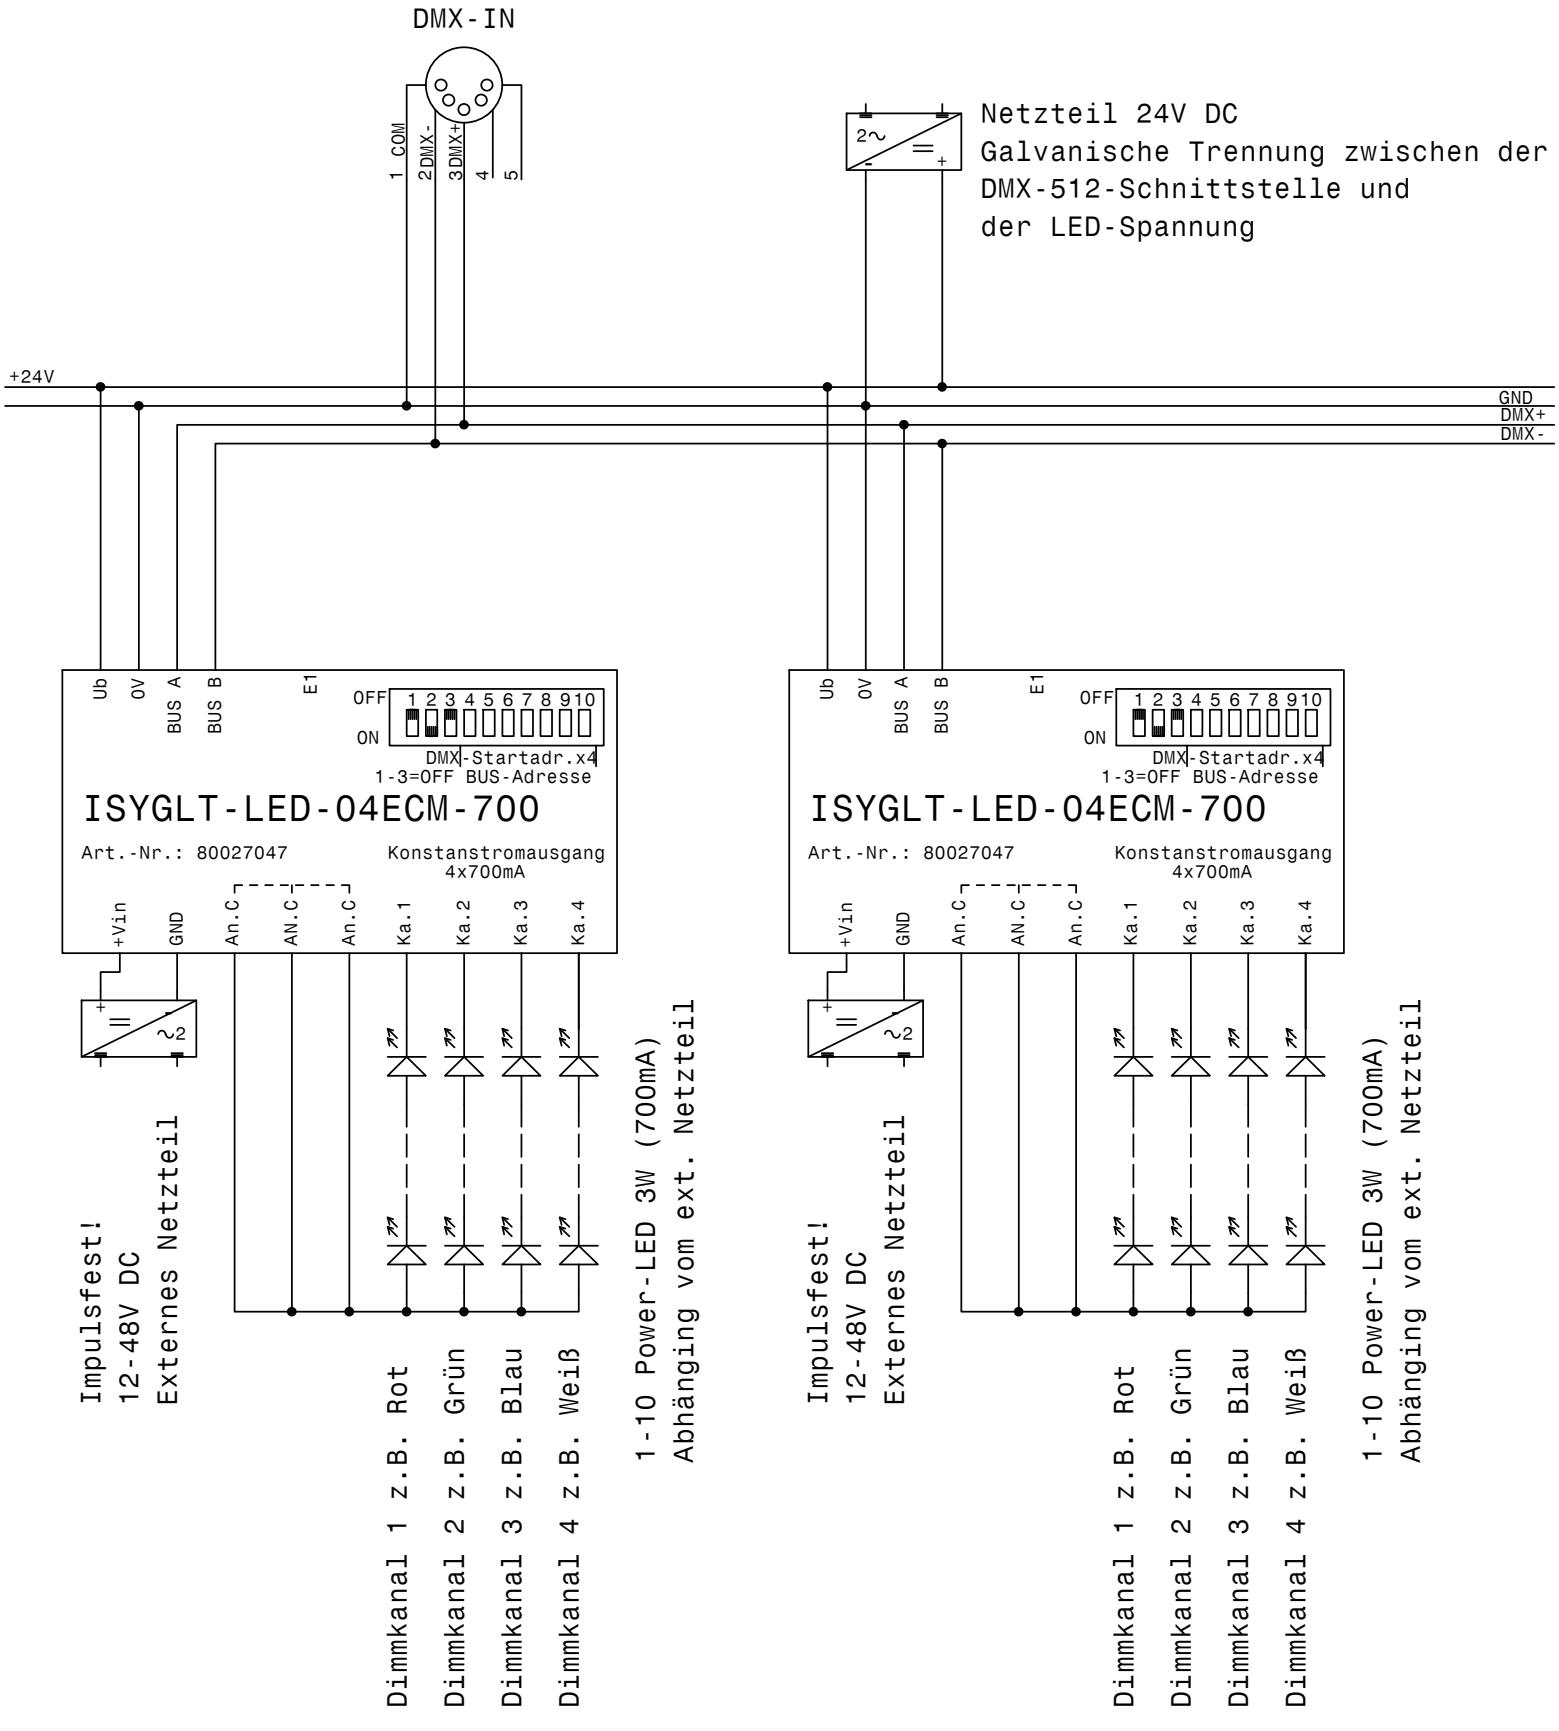 DMX-IN
1 COM
2DMX-
3DMX+
4
5
2~
=
-
+
Netzteil 24V DC
Galvanische Trennung zwischen der
DMX-512-Schnittstelle und
der LED-Spannung
+24V
GND
DMX+
DMX-
Ub
0V
BUS A
BUS B
E1
OFF
1 2 3 4 5 6 7 8 9 10
ON
DMX-Startadr.x4
1-3=OFF BUS-Adresse
ISYGLT-LED-04ECM-700
Art.-Nr.: 80027047
Konstanstromausgang
4x700mA
+Vin
GND
An.C
AN.C
An.C
Ka.1
Ka.2
Ka.3
Ka.4
+
-
=
~2
Impulsfest!
12-48V DC
Externes Netzteil
Dimmkanal 1 z.B. Rot
Dimmkanal 2 z.B. Grün
Dimmkanal 3 z.B. Blau
Dimmkanal 4 z.B. Weiß
1-10 Power-LED 3W (700mA)
Abhänging vom ext. Netzteil
Ub
0V
BUS A
BUS B
E1
OFF
1 2 3 4 5 6 7 8 9 10
ON
DMX-Startadr.x4
1-3=OFF BUS-Adresse
ISYGLT-LED-04ECM-700
Art.-Nr.: 80027047
Konstanstromausgang
4x700mA
+Vin
GND
An.C
AN.C
An.C
Ka.1
Ka.2
Ka.3
Ka.4
+
-
=
~2
Impulsfest!
12-48V DC
Externes Netzteil
Dimmkanal 1 z.B. Rot
Dimmkanal 2 z.B. Grün
Dimmkanal 3 z.B. Blau
Dimmkanal 4 z.B. Weiß
1-10 Power-LED 3W (700mA)
Abhänging vom ext. Netzteil